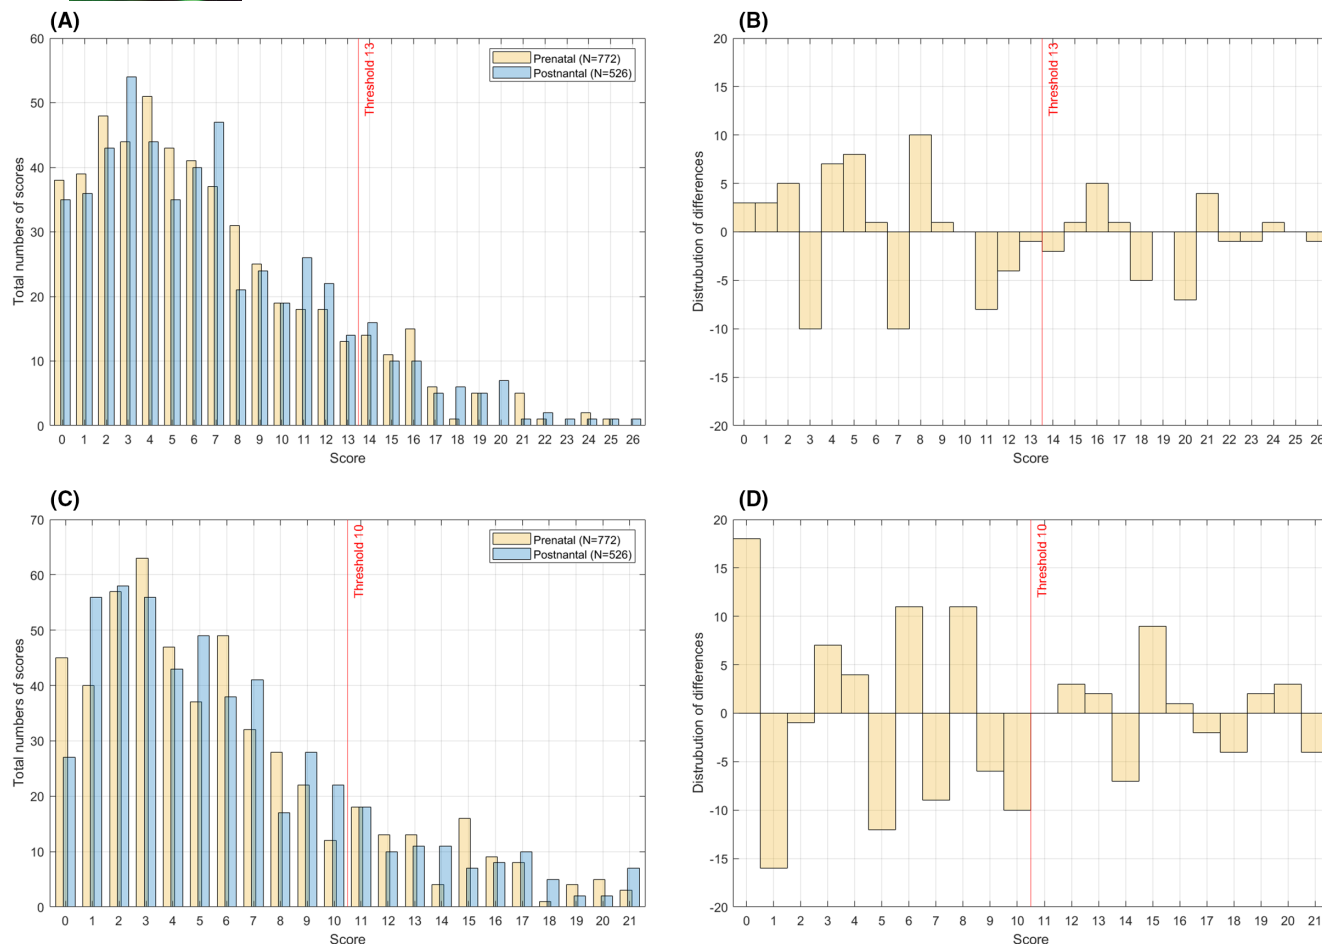 (A)
60
50
40
30
20
10
0
Total numbers of scores
Prenatal (N=772)
Postnantal (N=526)
Threshold 13
0 1 2 3 4 5 6 7 8 9 10 11 12 13 14 15 16 17 18 19 20 21 22 23 24 25 26
Score
(B)
20
15
10
5
0
-5
-10
-15
-20
Distrubution of differences
Threshold 13
0 1 2 3 4 5 6 7 8 9 10 11 12 13 14 15 16 17 18 19 20 21 22 23 24 25 26
Score
(C)
70
60
50
40
30
20
10
0
Total numbers of scores
Prenatal (N=772)
Postnantal (N=526)
Threshold 10
0 1 2 3 4 5 6 7 8 9 10 11 12 13 14 15 16 17 18 19 20 21
Score
(D)
20
15
10
5
0
-5
-10
-15
-20
Distrubution of differences
Threshold 10
0 1 2 3 4 5 6 7 8 9 10 11 12 13 14 15 16 17 18 19 20 21
Score